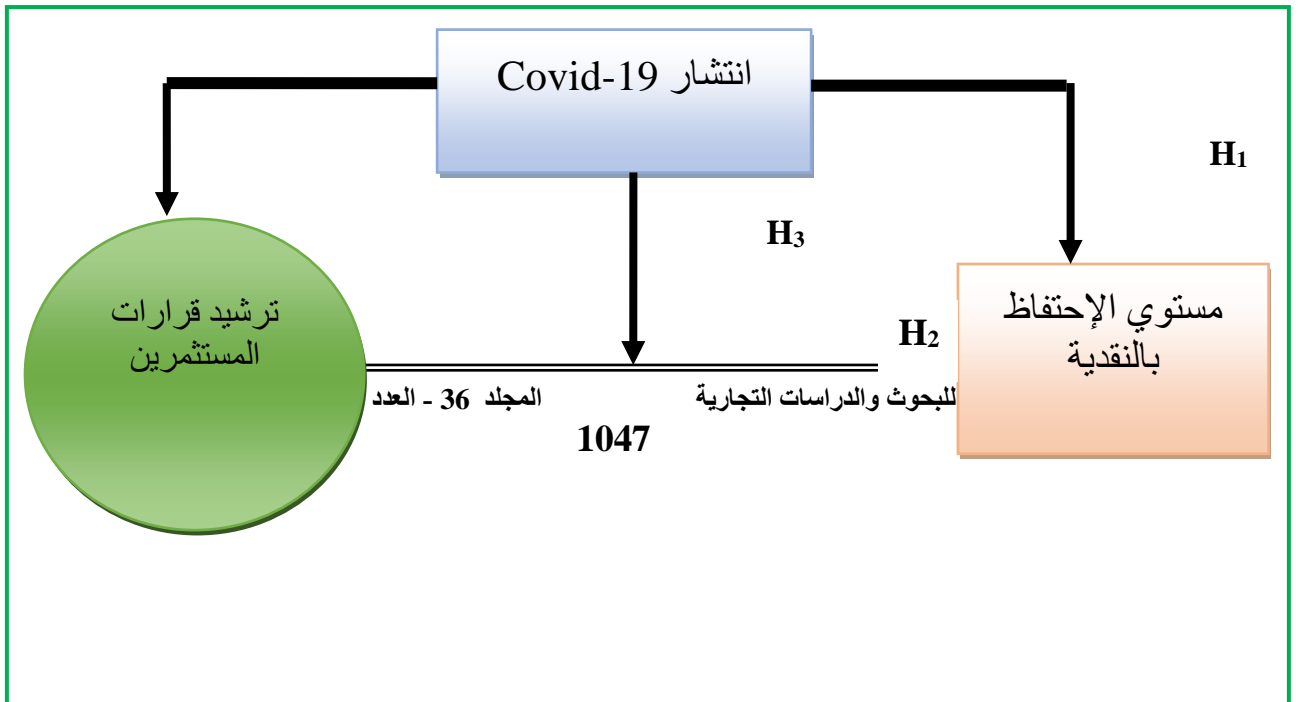 انتشار Covid-19
H1
H3
مستوي الإحتفاظ
بالنقدية
H2
ترشيد قرارات
المستثمرين
للبحوث والدراسات التجارية المجلد 36 - العدد
1047